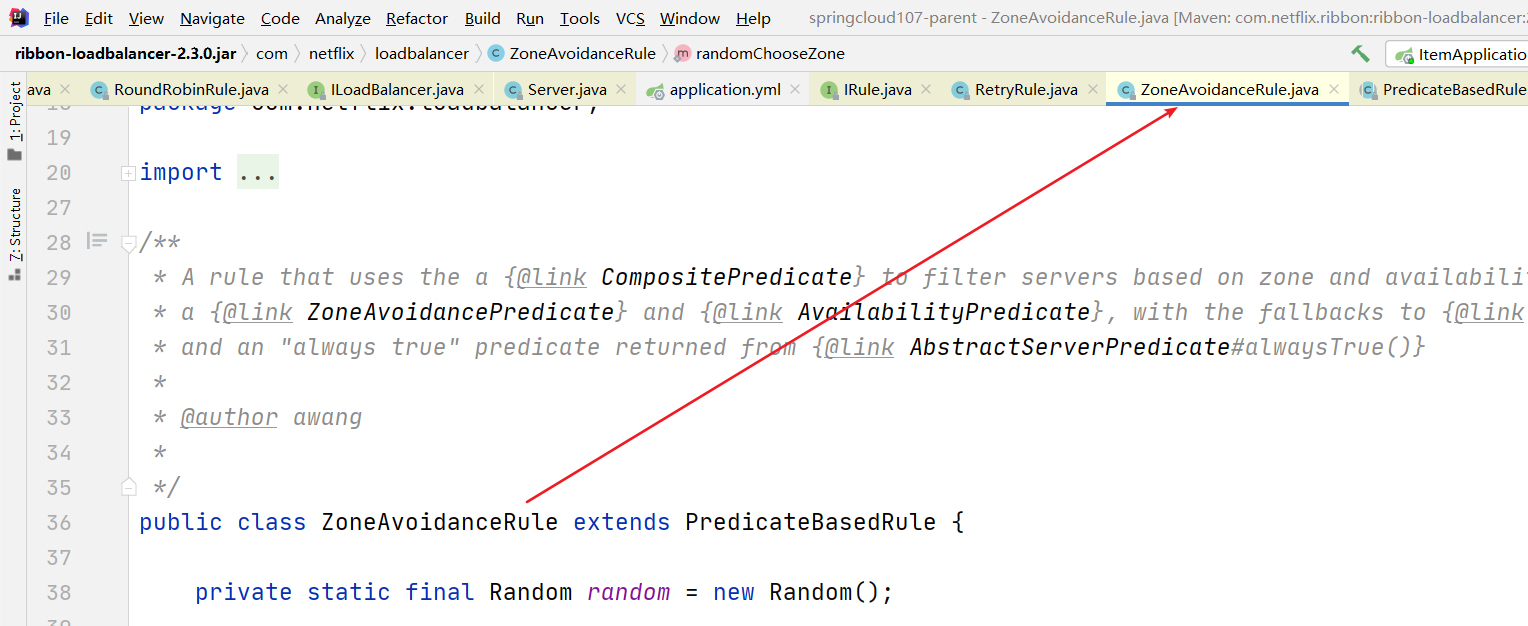 File Edit View Navigate Code Analyze Refactor Build Run Tools VCS Window Help springcloud107-parent - ZoneAvoidanceRule.java [Maven: com.netflix.ribbon:ribbon-loadbalancer:
ribbon-loadbalancer-2.3.0.jar com netflix loadbalancer ZoneAvoidanceRule randomChooseZone ItemApplicatio
ava RoundRobinRule.java ILoadBalancer.java Server.java application.yml IRule.java RetryRule.java ZoneAvoidanceRule.java PredicateBasedRule
1: Project
7: Structure
18 package com.netflix.loadbalancer;
19
20 import ...
27
28 /**
29 * A rule that uses the a {@link CompositePredicate} to filter servers based on zone and availabili
30 * a {@link ZoneAvoidancePredicate} and {@link AvailabilityPredicate}, with the fallbacks to {@link
31 * and an "always true" predicate returned from {@link AbstractServerPredicate#alwaysTrue()}
32 *
33 * @author awang
34 *
35 */
36 public class ZoneAvoidanceRule extends PredicateBasedRule {
37
38 private static final Random random = new Random();